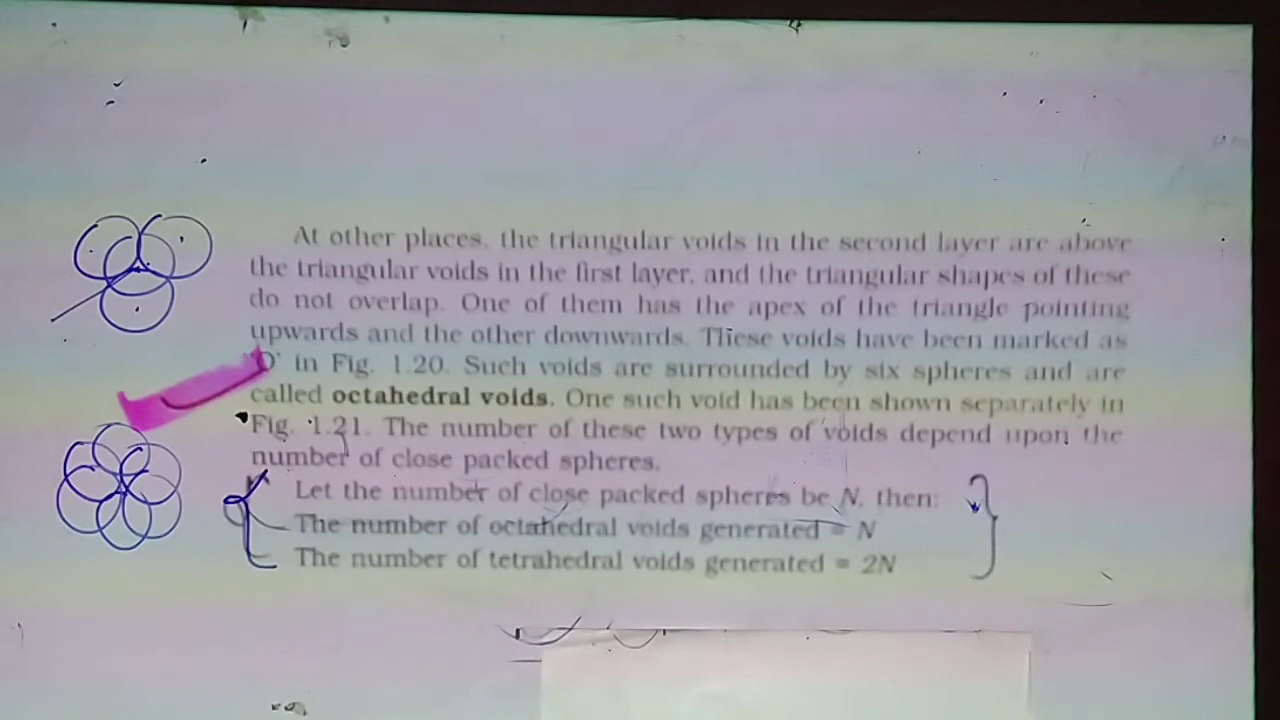 At other places, the triangular voids in the second layer are above
the triangular voids in the first layer, and the triangular shapes of these
do not overlap. One of them has the apex of the triangle pointing
upwards and the other downwards. These voids have been marked as
'O' in Fig. 1.20. Such voids are surrounded by six spheres and are
called octahedral voids. One such void has been shown separately in
Fig. 1.21. The number of these two types of voids depend upon the
number of close packed spheres.
Let the number of close packed spheres be N, then:
The number of octahedral voids generated = N
The number of tetrahedral voids generated = 2N